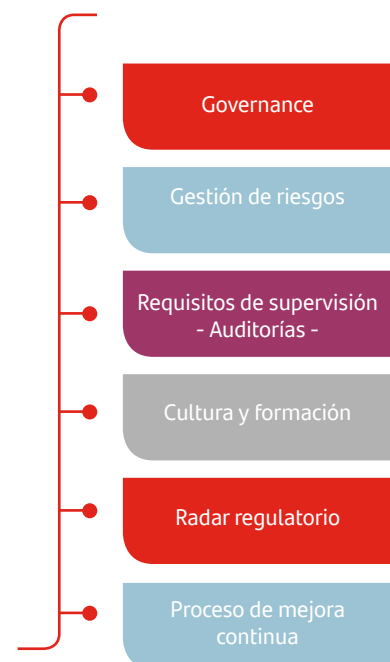 Governance
Gestión de riesgos
Requisitos de supervisión
- Auditorías -
Cultura y formación
Radar regulatorio
Proceso de mejora
continua